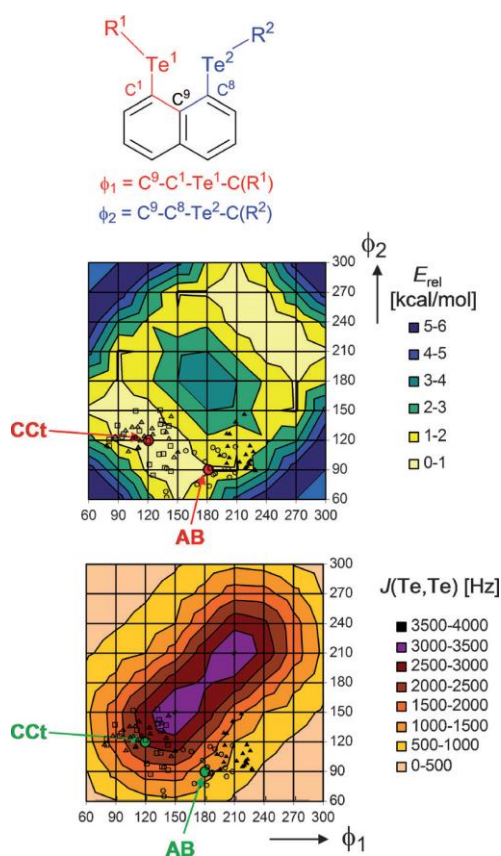 R¹ R²
Te¹ Te²
C¹ C⁹ C⁸
ϕ₁ = C⁹-C¹-Te¹-C(R¹)
ϕ₂ = C⁹-C⁸-Te²-C(R²)
ϕ₂
300
270
240
210
180
150
120
90
60
60 90 120 150 180 210 240 270 300
E rel
[kcal/mol]
5-6
4-5
3-4
2-3
1-2
0-1
CCt
AB
300
270
240
210
180
150
120
90
60
60 90 120 150 180 210 240 270 300
J(Te,Te) [Hz]
3500-4000
3000-3500
2500-3000
2000-2500
1500-2000
1000-1500
500-1000
0-500
CCt
AB
ϕ₁